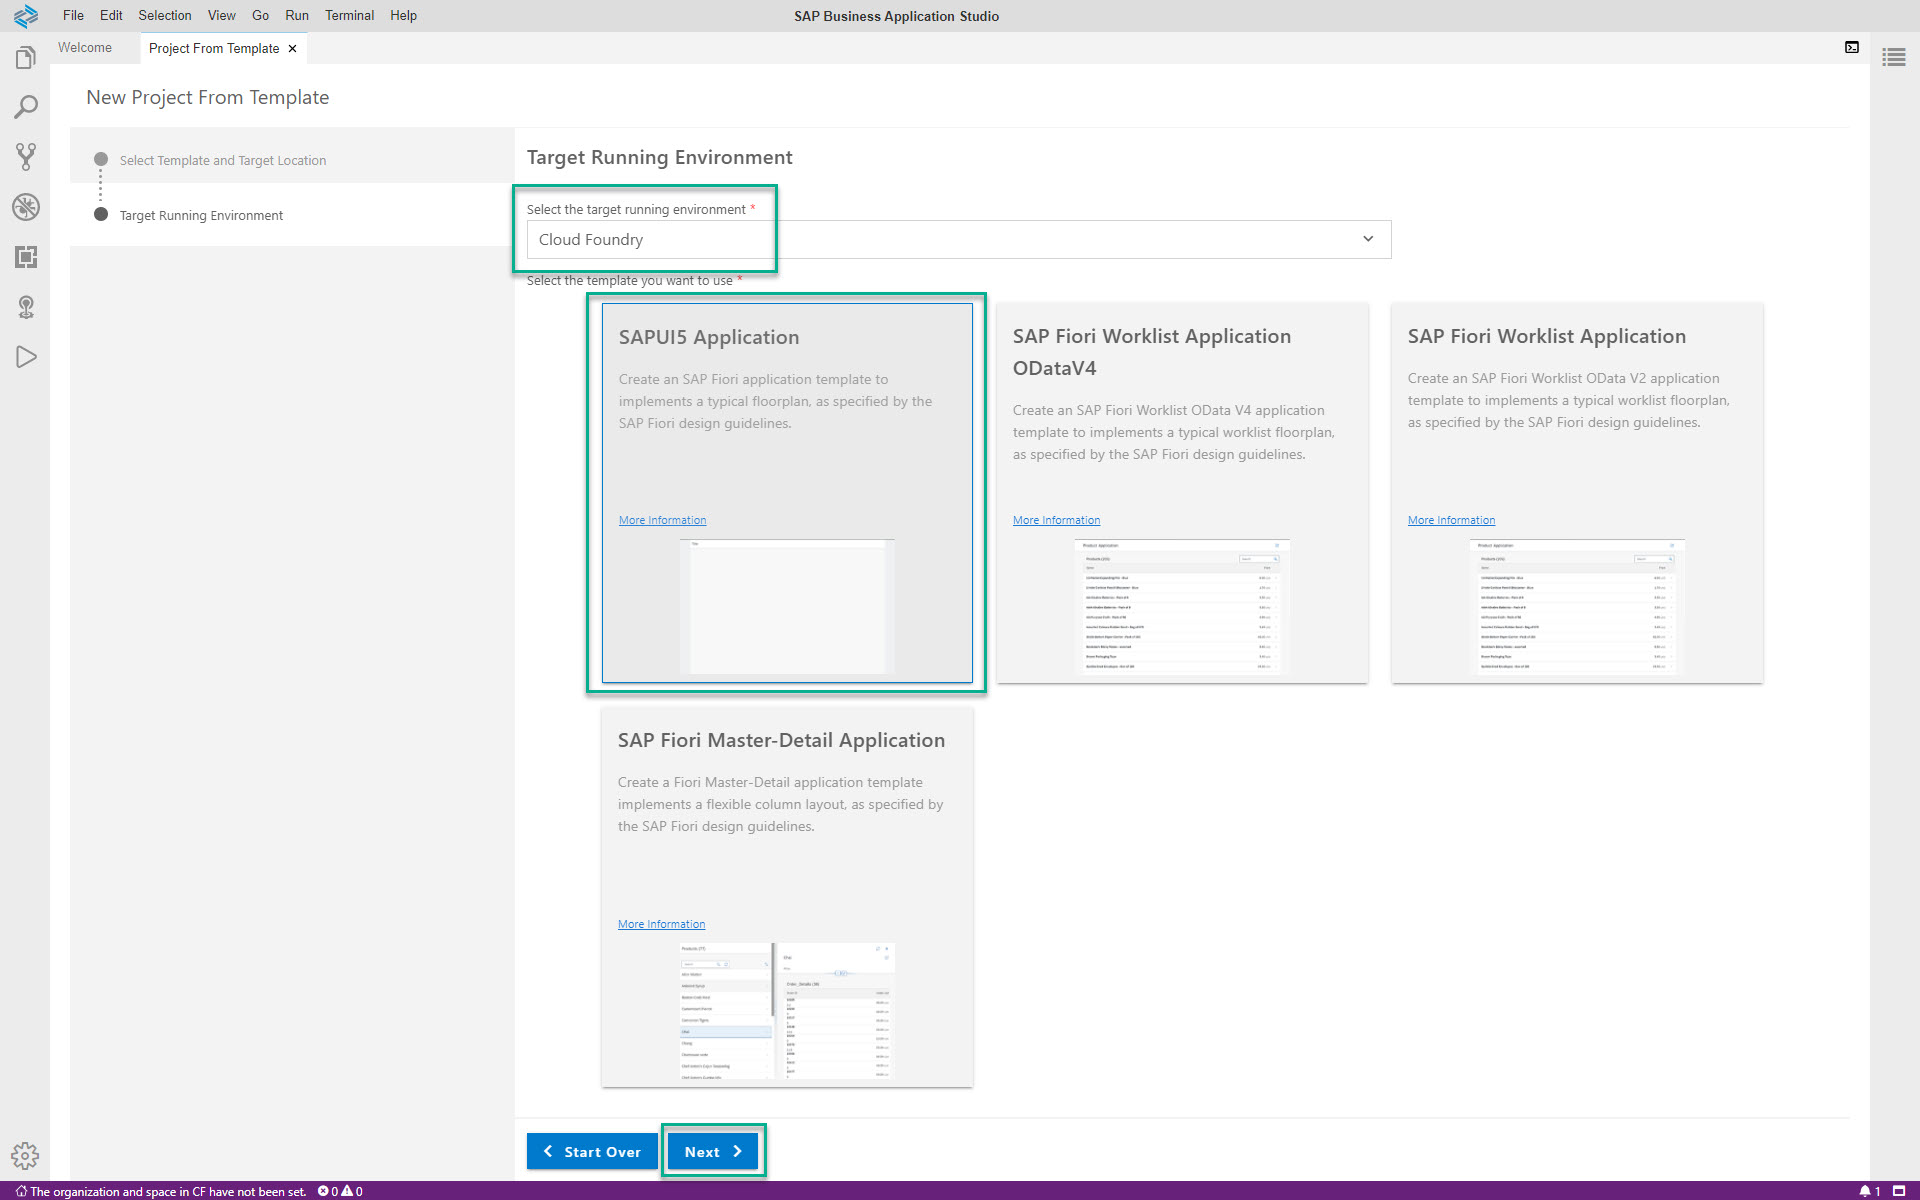 File Edit Selection View Go Run Terminal Help
SAP Business Application Studio
Welcome
Project From Template
New Project From Template
Select Template and Target Location
Target Running Environment
Target Running Environment
Select the target running environment *
Cloud Foundry
Select the template you want to use *
SAPUI5 Application
Create an SAP Fiori application template to
implements a typical floorplan, as specified by the
SAP Fiori design guidelines.
More Information
Title
SAP Fiori Worklist Application
ODataV4
Create an SAP Fiori Worklist OData V4 application
template to implements a typical worklist floorplan,
as specified by the SAP Fiori design guidelines.
More Information
Product Application
SAP Fiori Worklist Application
Create an SAP Fiori Worklist OData V2 application
template to implements a typical worklist floorplan,
as specified by the SAP Fiori design guidelines.
More Information
Product Application
SAP Fiori Master-Detail Application
Create a Fiori Master-Detail application template
implements a flexible column layout, as specified by
the SAP Fiori design guidelines.
More Information
Start Over
Next
The organization and space in CF have not been set. 0 0
1